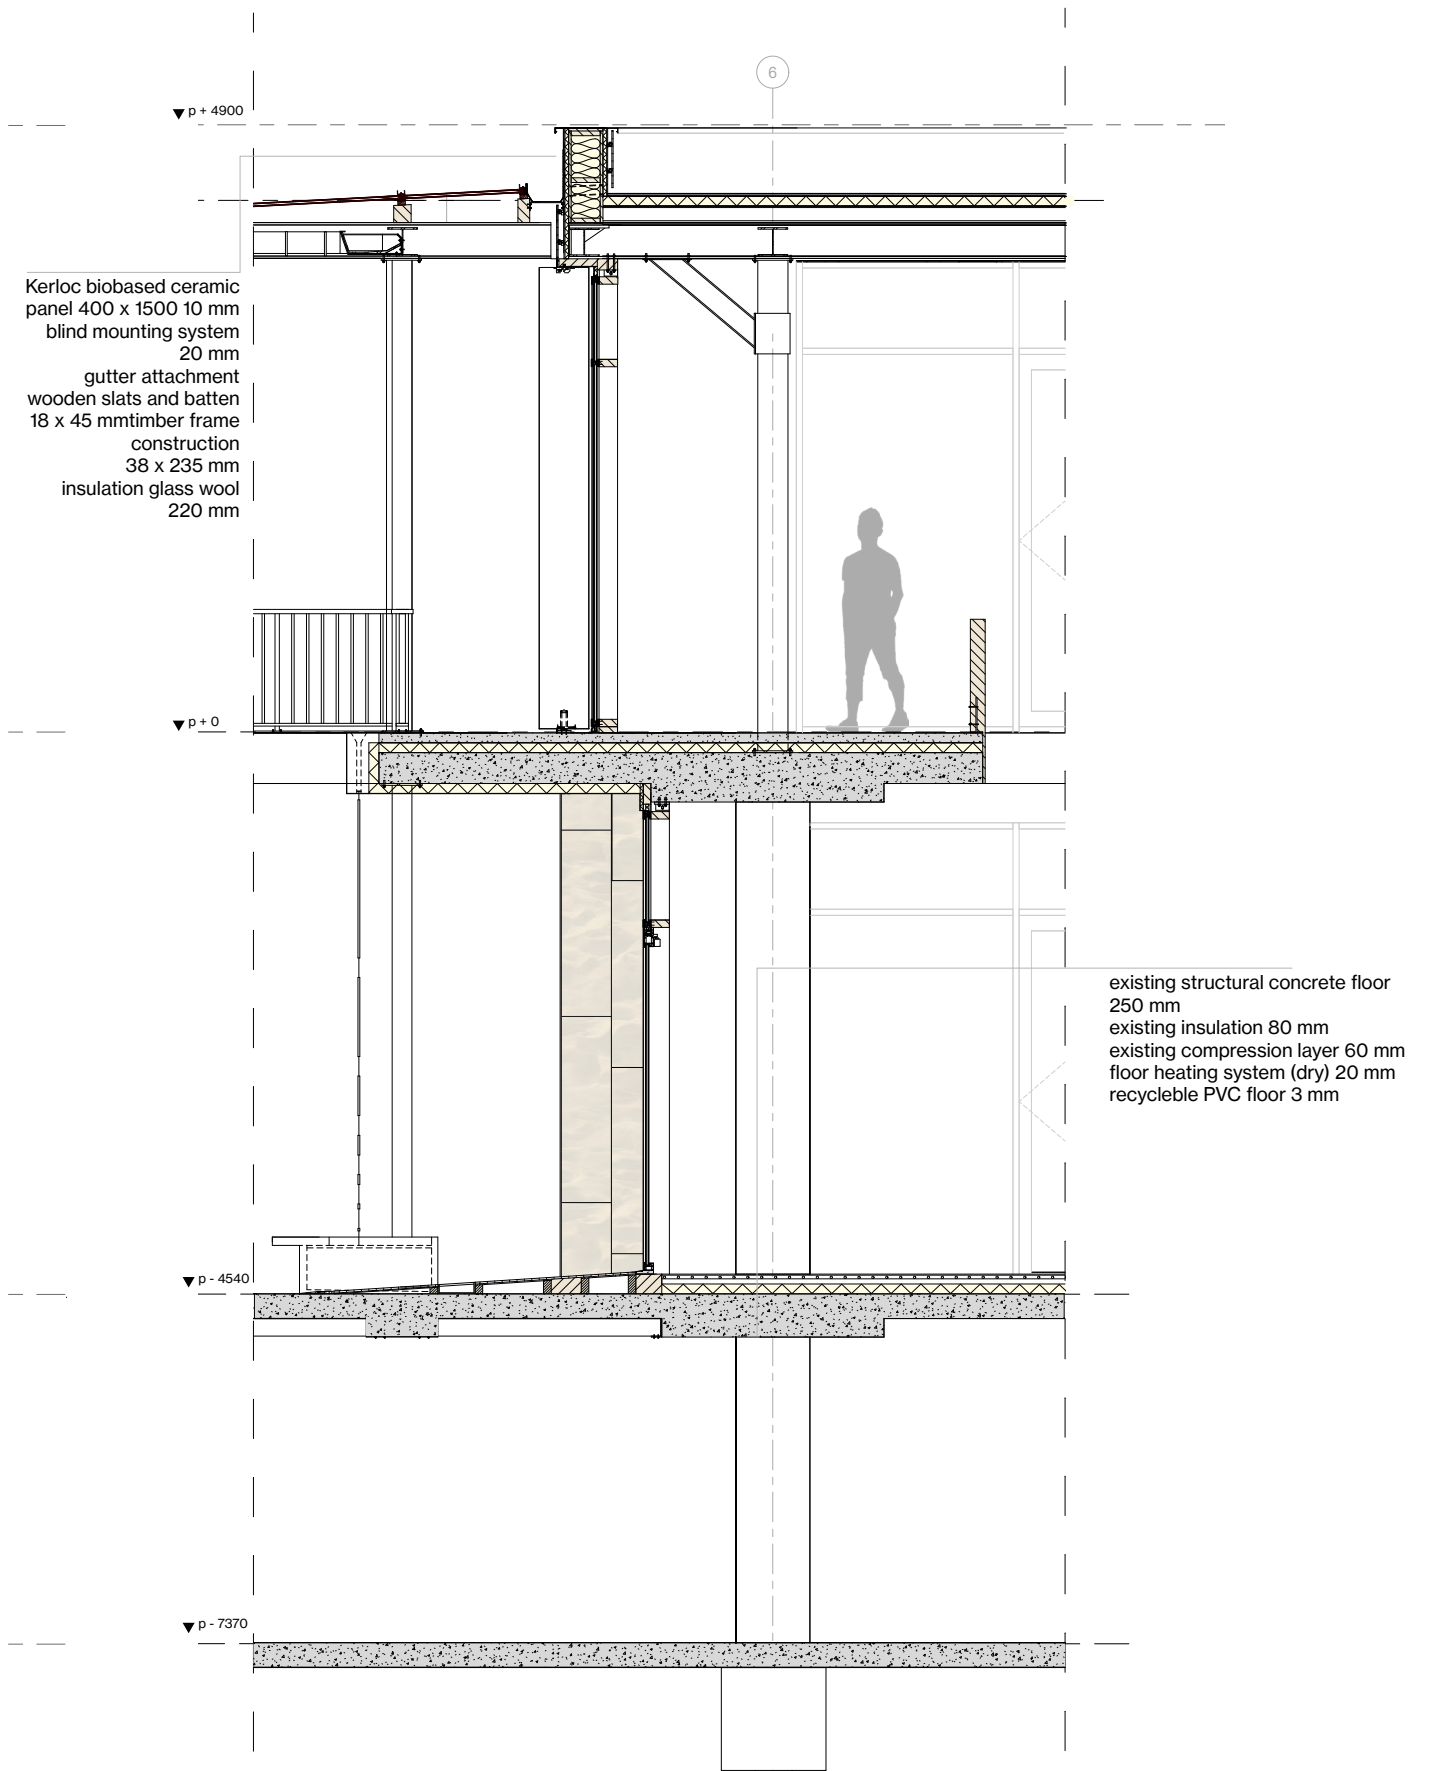 6
p + 4900
Kerloc biobased ceramic
panel 400 x 1500 10 mm
blind mounting system
20 mm
gutter attachment
wooden slats and batten
18 x 45 mmtimber frame
construction
38 x 235 mm
insulation glass wool
220 mm
p + 0
existing structural concrete floor
250 mm
existing insulation 80 mm
existing compression layer 60 mm
floor heating system (dry) 20 mm
recycleble PVC floor 3 mm
p - 4540
p - 7370